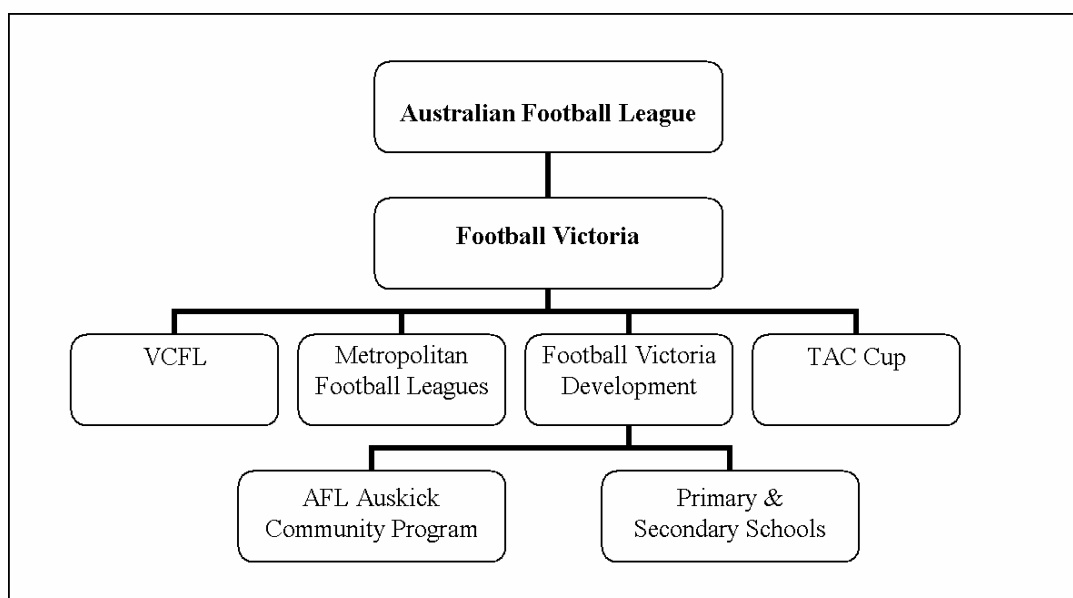 Australian Football League
Football Victoria
VCFL
Metropolitan
Football Leagues
Football Victoria
Development
TAC Cup
AFL Auskick
Community Program
Primary &
Secondary Schools